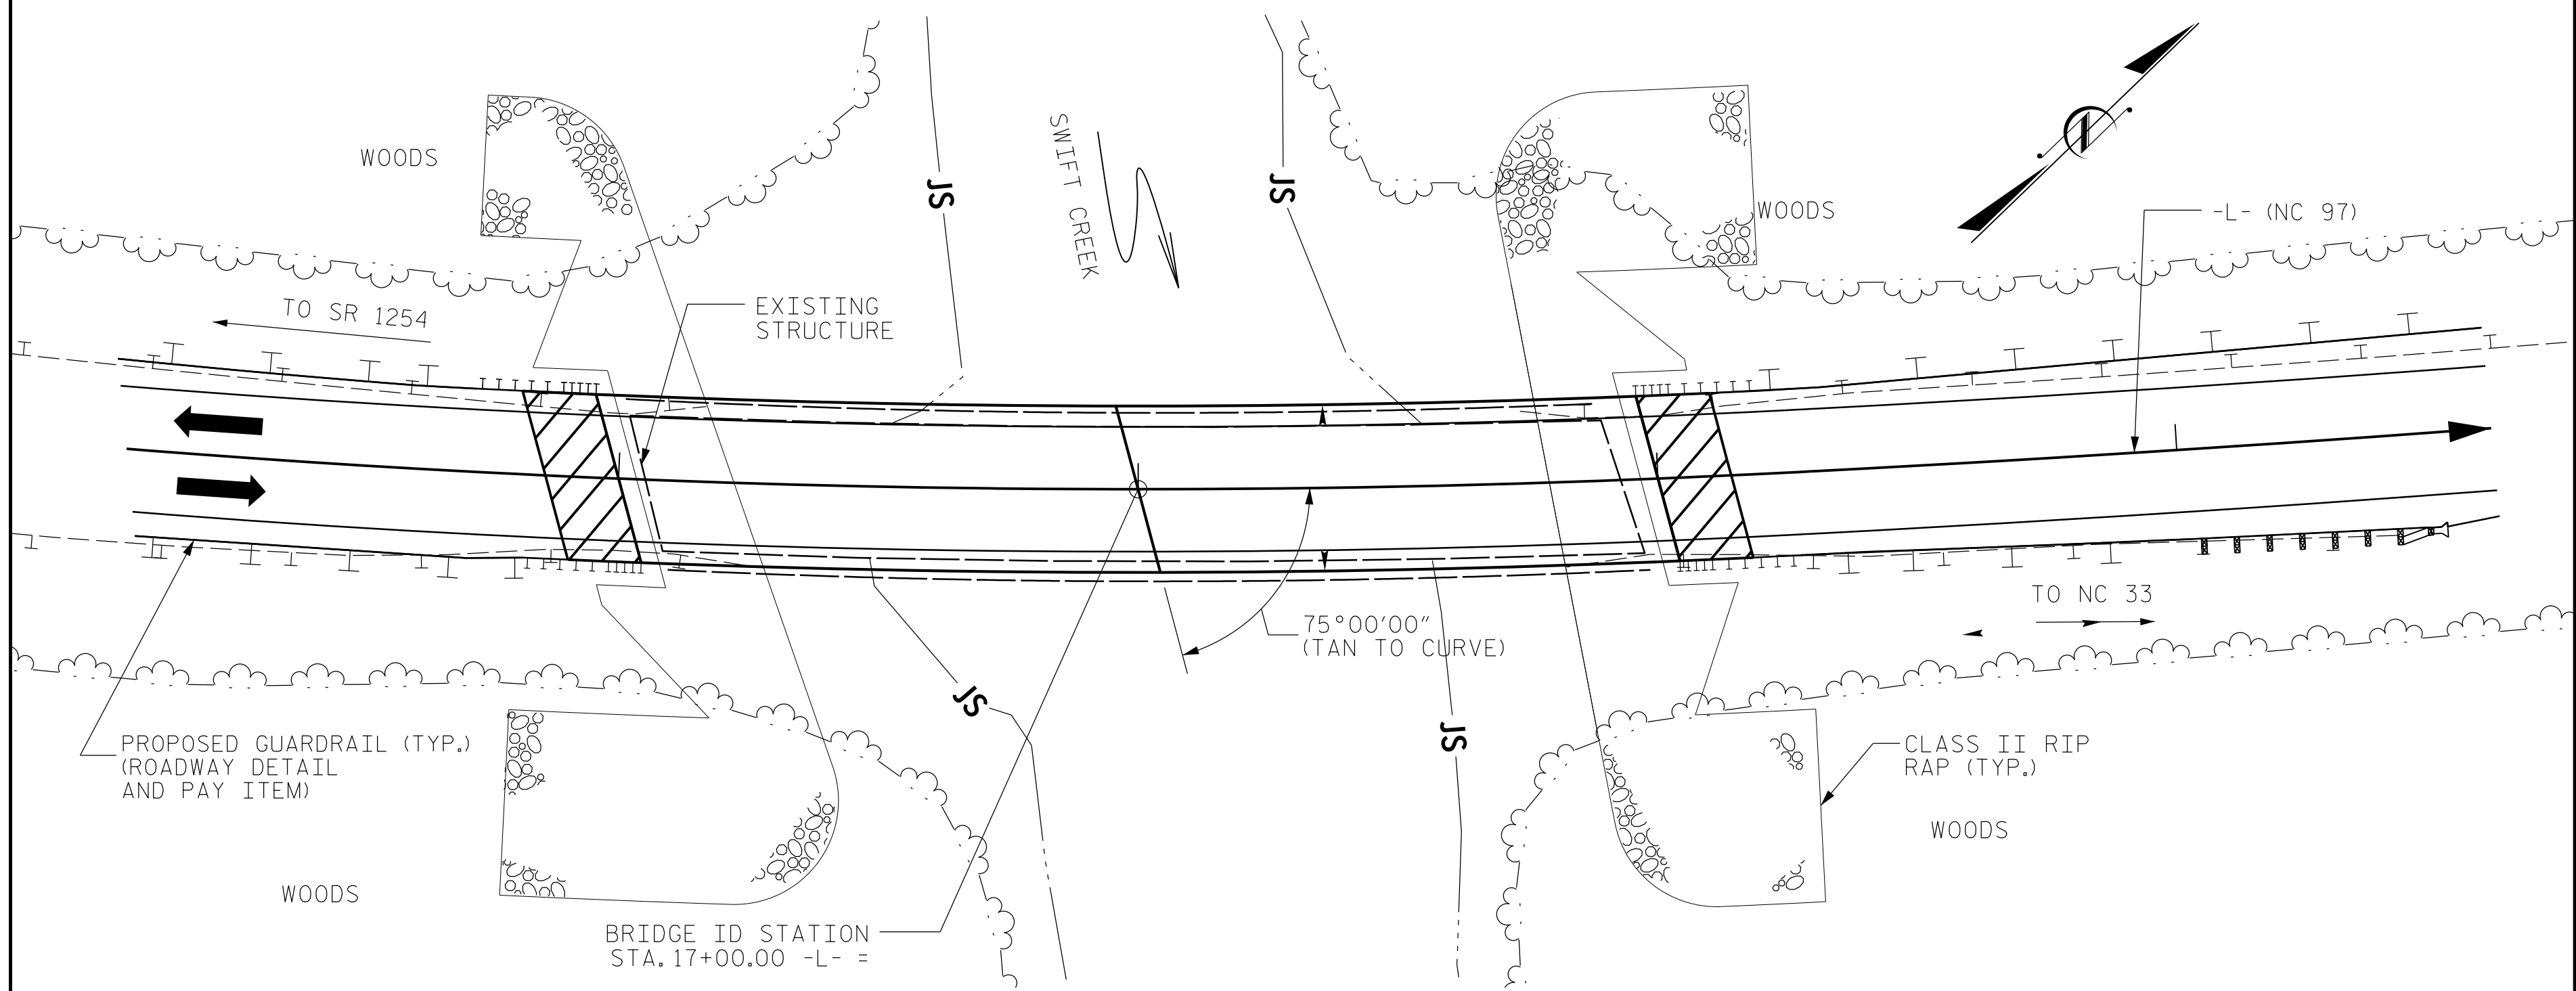 WOODS
JS
SWIFT CREEK
JS
WOODS
-L- (NC 97)
TO SR 1254
EXISTING
STRUCTURE
TO NC 33
75°00'00"
(TAN TO CURVE)
JS
JS
PROPOSED GUARDRAIL (TYP.)
(ROADWAY DETAIL
AND PAY ITEM)
CLASS II RIP
RAP (TYP.)
WOODS
WOODS
BRIDGE ID STATION
STA. 17+00.00 -L- =